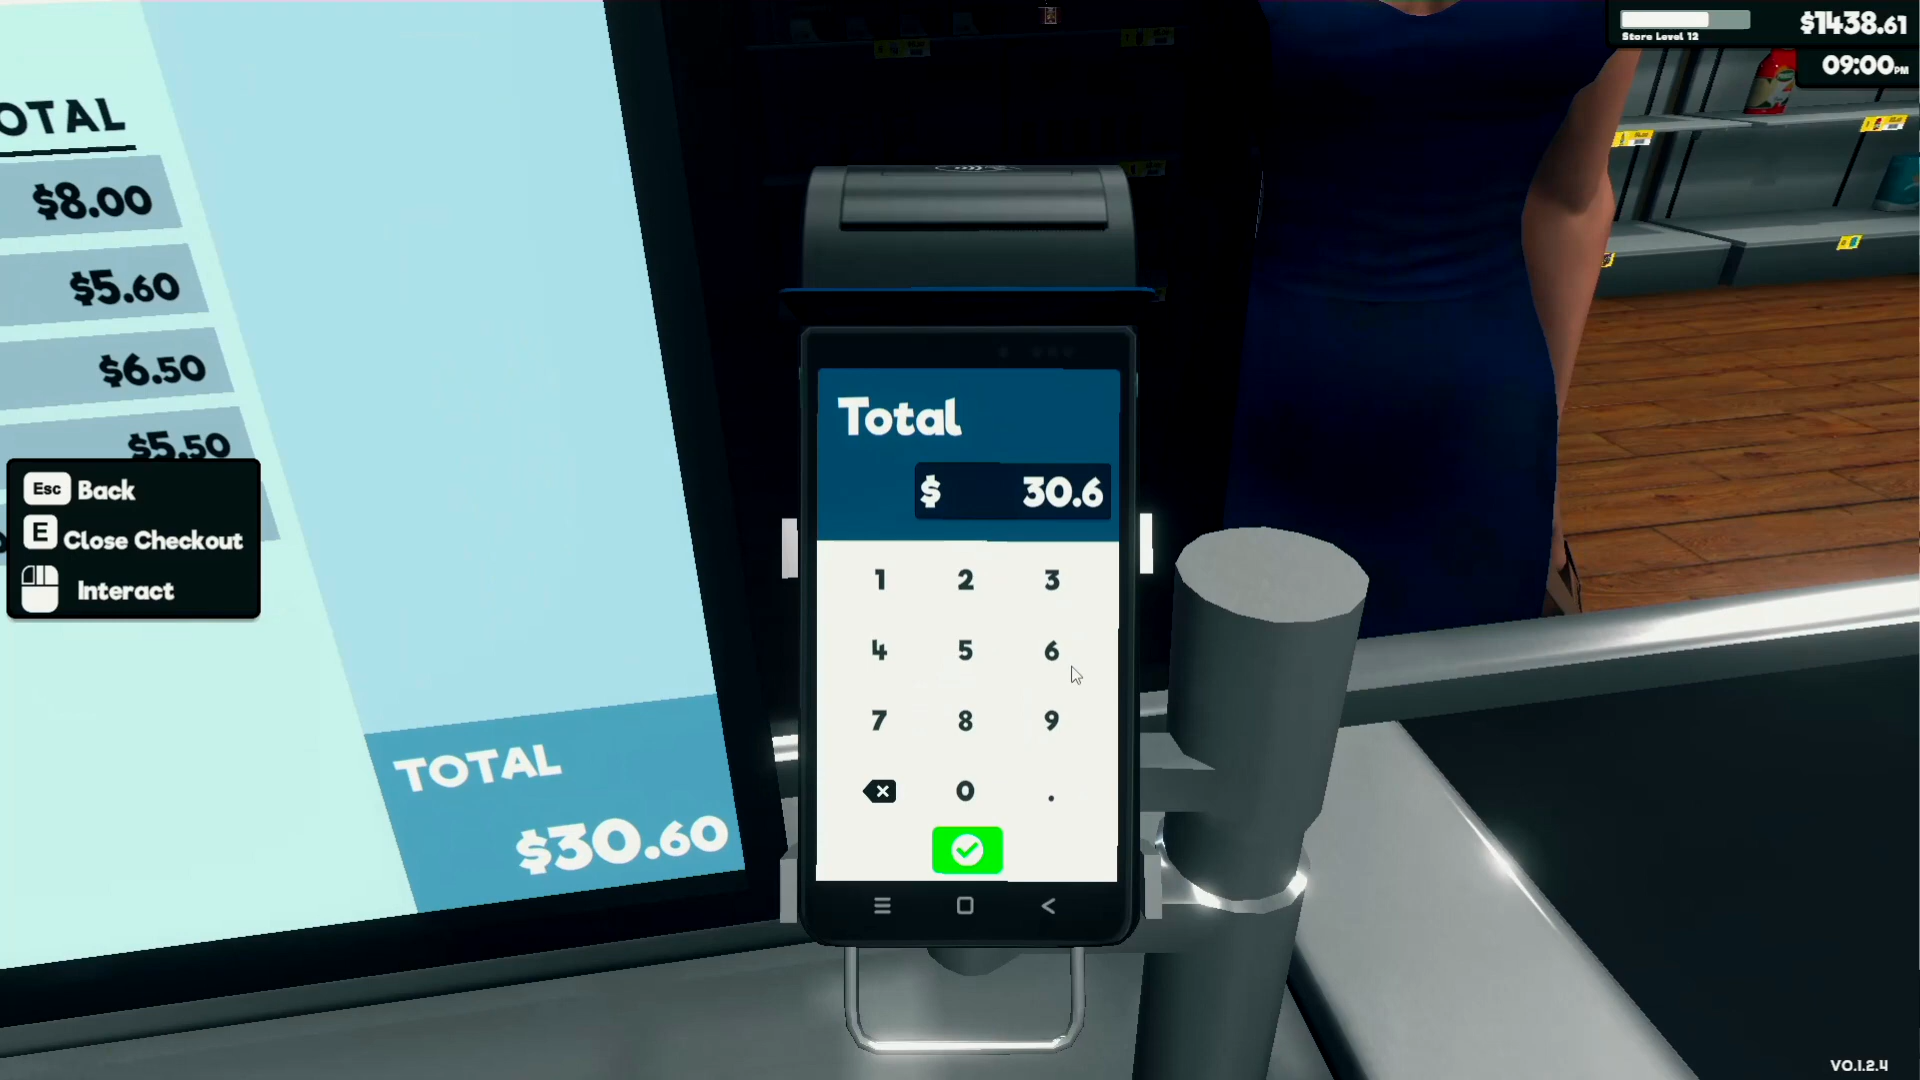 $1438.61
Store Level 12
09:00PM
OTAL
$8.00
$5.60
$6.50
$5.50
Esc Back
E Close Checkout
Interact
TOTAL
$30.60
Total
$ 30.6
1 2 3
4 5 6
7 8 9
0 .
V0.1.2.4